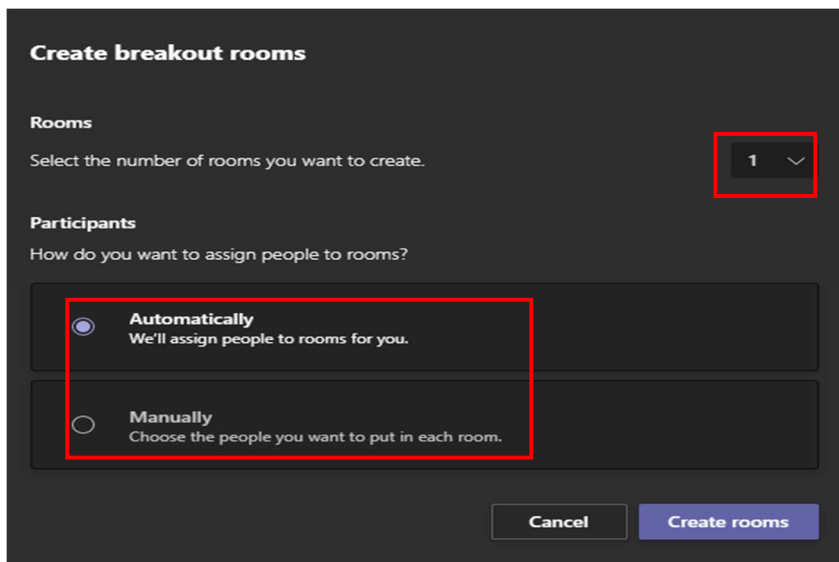 Create breakout rooms
Rooms
Select the number of rooms you want to create.
1
Participants
How do you want to assign people to rooms?
Automatically
We'll assign people to rooms for you.
Manually
Choose the people you want to put in each room.
Cancel
Create rooms